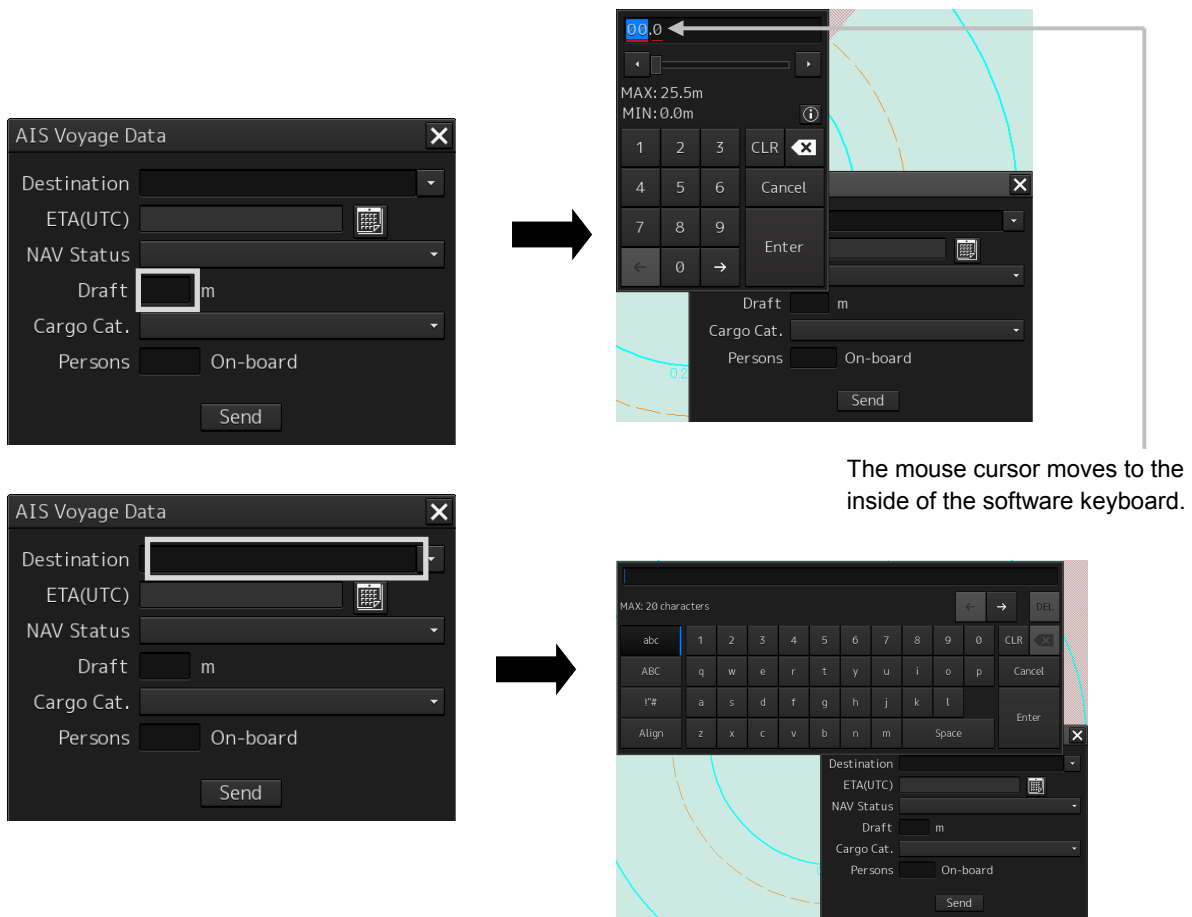 AIS Voyage Data
Destination
ETA(UTC)
NAV Status
Draft m
Cargo Cat.
Persons On-board
Send
00.0
MAX: 25.5m
MIN: 0.0m
1 2 3 CLR
4 5 6 Cancel
7 8 9
Enter
← 0 →
Draft m
Cargo Cat.
Persons On-board
0.2
Send
The mouse cursor moves to the
inside of the software keyboard.
AIS Voyage Data
Destination
ETA(UTC)
NAV Status
Draft m
Cargo Cat.
Persons On-board
Send
MAX: 20 characters ← → DEL
abc 1 2 3 4 5 6 7 8 9 0 CLR
ABC q w e r t y u i o p Cancel
!"# a s d f g h j k l
Enter
Align z x c v b n m Space
Destination
ETA(UTC)
NAV Status
Draft m
Cargo Cat.
Persons On-board
Send